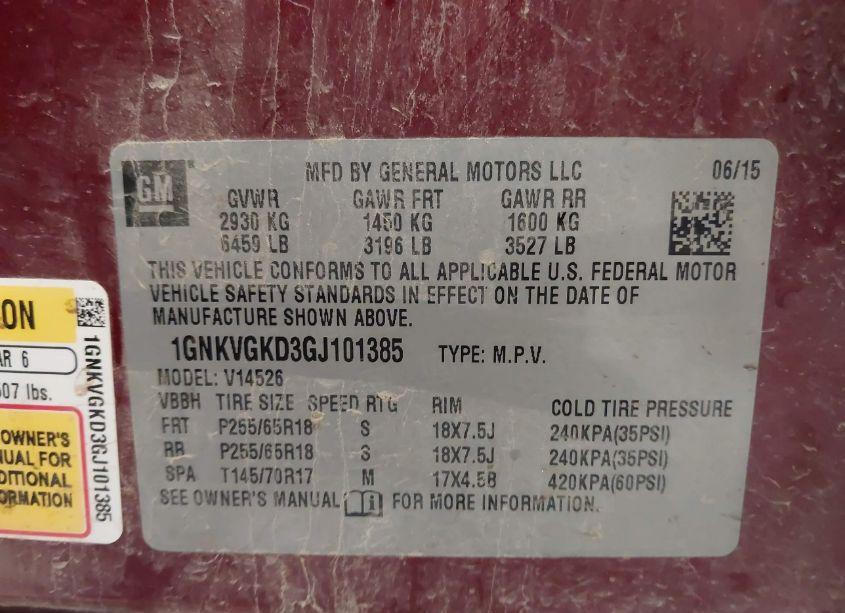 GM
MFD BY GENERAL MOTORS LLC 06/15
GVWR GAWR FRT GAWR RR
2930 KG 1450 KG 1600 KG
6459 LB 3196 LB 3527 LB
THIS VEHICLE CONFORMS TO ALL APPLICABLE U.S. FEDERAL MOTOR
VEHICLE SAFETY STANDARDS IN EFFECT ON THE DATE OF
MANUFACTURE SHOWN ABOVE.
1GNKVGKD3GJ101385 TYPE: M.P.V.
MODEL: V14526
VBBH TIRE SIZE SPEED RTG RIM COLD TIRE PRESSURE
FRT P255/65R18 S 18X7.5J 240KPA(35PSI)
RR P255/65R18 S 18X7.5J 240KPA(35PSI)
SPA T145/70R17 M 17X4.5B 420KPA(60PSI)
SEE OWNER'S MANUAL FOR MORE INFORMATION.
ON
AR 6
607 lbs.
OWNER'S
NUAL FOR
DITIONAL
ORMATION
1GNKVGKD3GJ101385